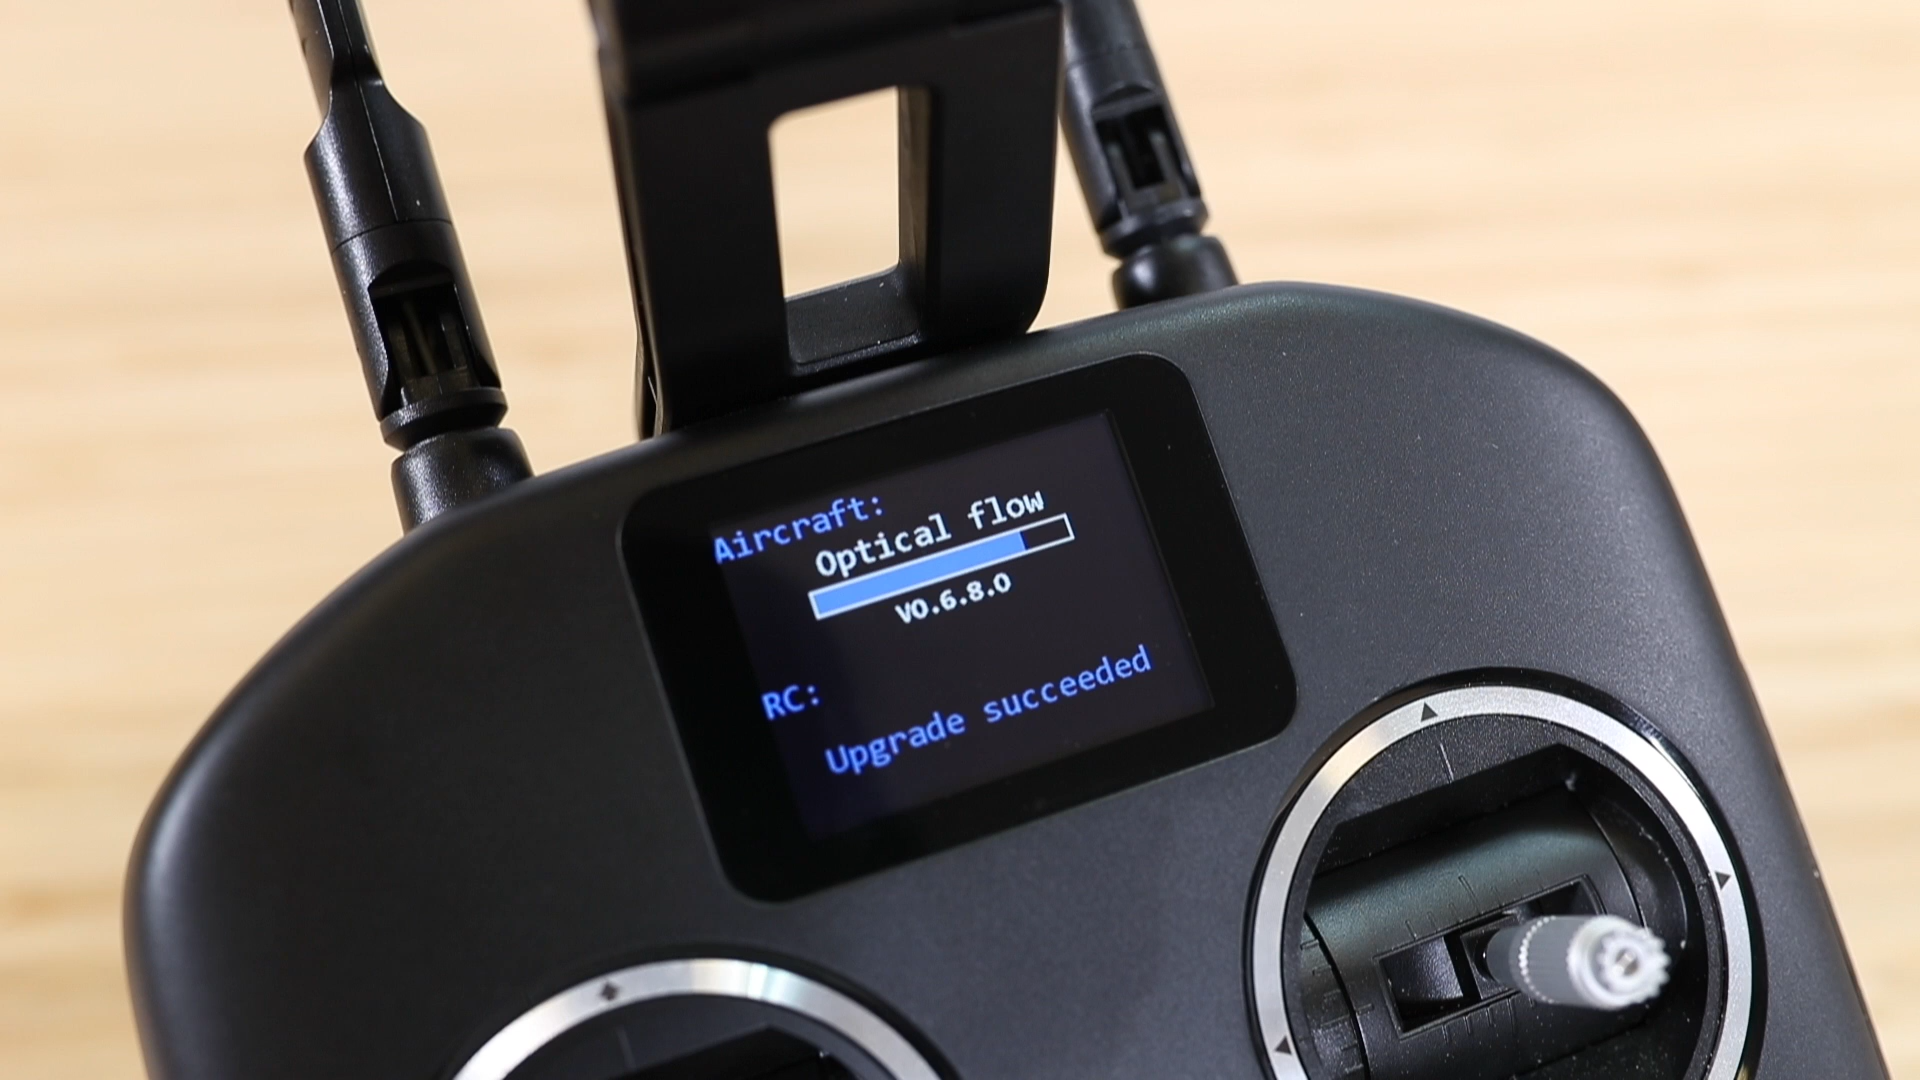 Aircraft:
Optical flow
V0.6.8.0
RC:
Upgrade succeeded